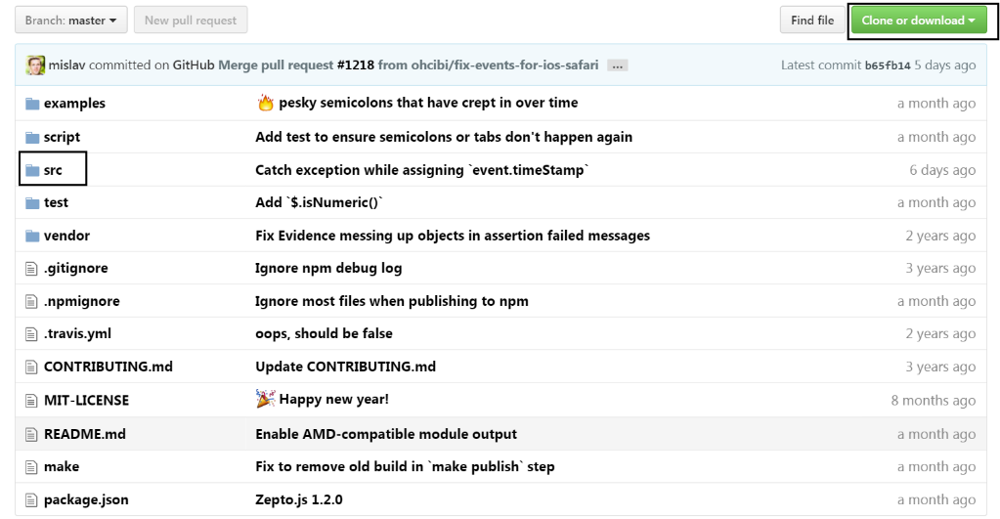 Branch: master New pull request Find file Clone or download
mislav committed on GitHub Merge pull request #1218 from ohcibi/fix-events-for-ios-safari ... Latest commit b65fb14 5 days ago
examples 🔥 pesky semicolons that have crept in over time a month ago
script Add test to ensure semicolons or tabs don't happen again a month ago
src Catch exception while assigning `event.timeStamp` 6 days ago
test Add `$.isNumeric()` a month ago
vendor Fix Evidence messing up objects in assertion failed messages 2 years ago
.gitignore Ignore npm debug log 3 years ago
.npmignore Ignore most files when publishing to npm a month ago
.travis.yml oops, should be false 2 years ago
CONTRIBUTING.md Update CONTRIBUTING.md 3 years ago
MIT-LICENSE 🎉 Happy new year! 8 months ago
README.md Enable AMD-compatible module output a month ago
make Fix to remove old build in `make publish` step a month ago
package.json Zepto.js 1.2.0 a month ago